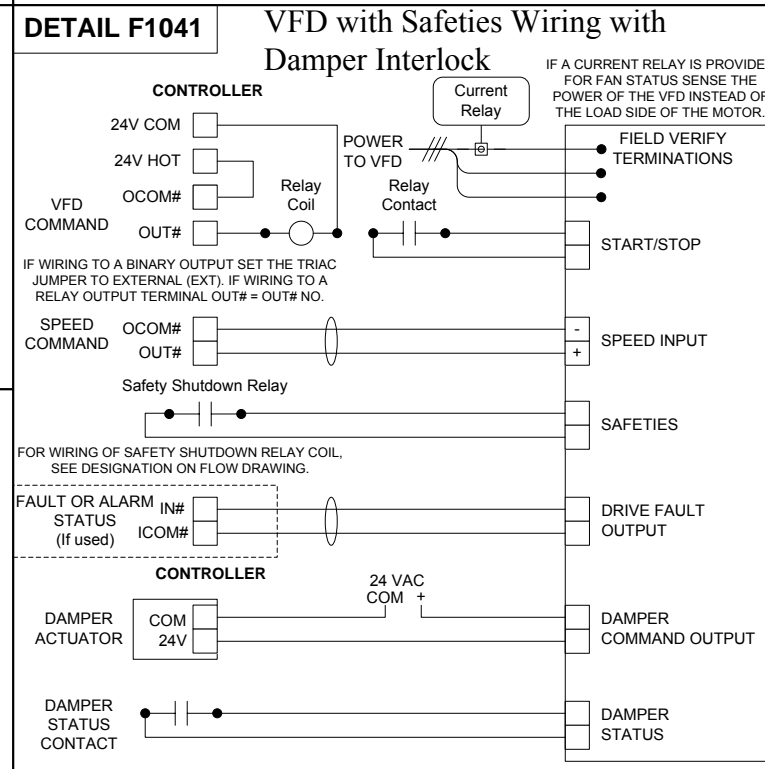 DETAIL F1041
VFD with Safeties Wiring with
Damper Interlock
IF A CURRENT RELAY IS PROVIDE
FOR FAN STATUS SENSE THE
POWER OF THE VFD INSTEAD OF
THE LOAD SIDE OF THE MOTOR.
CONTROLLER
Current
Relay
24V COM
24V HOT
OCOM#
OUT#
VFD
COMMAND
Relay
Coil
POWER
TO VFD
Relay
Contact
FIELD VERIFY
TERMINATIONS
START/STOP
IF WIRING TO A BINARY OUTPUT SET THE TRIAC
JUMPER TO EXTERNAL (EXT). IF WIRING TO A
RELAY OUTPUT TERMINAL OUT# = OUT# NO.
SPEED
COMMAND
OCOM#
OUT#
-
+
SPEED INPUT
Safety Shutdown Relay
SAFETIES
FOR WIRING OF SAFETY SHUTDOWN RELAY COIL,
SEE DESIGNATION ON FLOW DRAWING.
FAULT OR ALARM
STATUS
(If used)
IN#
ICOM#
DRIVE FAULT
OUTPUT
CONTROLLER
24 VAC
COM +
DAMPER
ACTUATOR
COM
24V
DAMPER
COMMAND OUTPUT
DAMPER
STATUS
CONTACT
DAMPER
STATUS